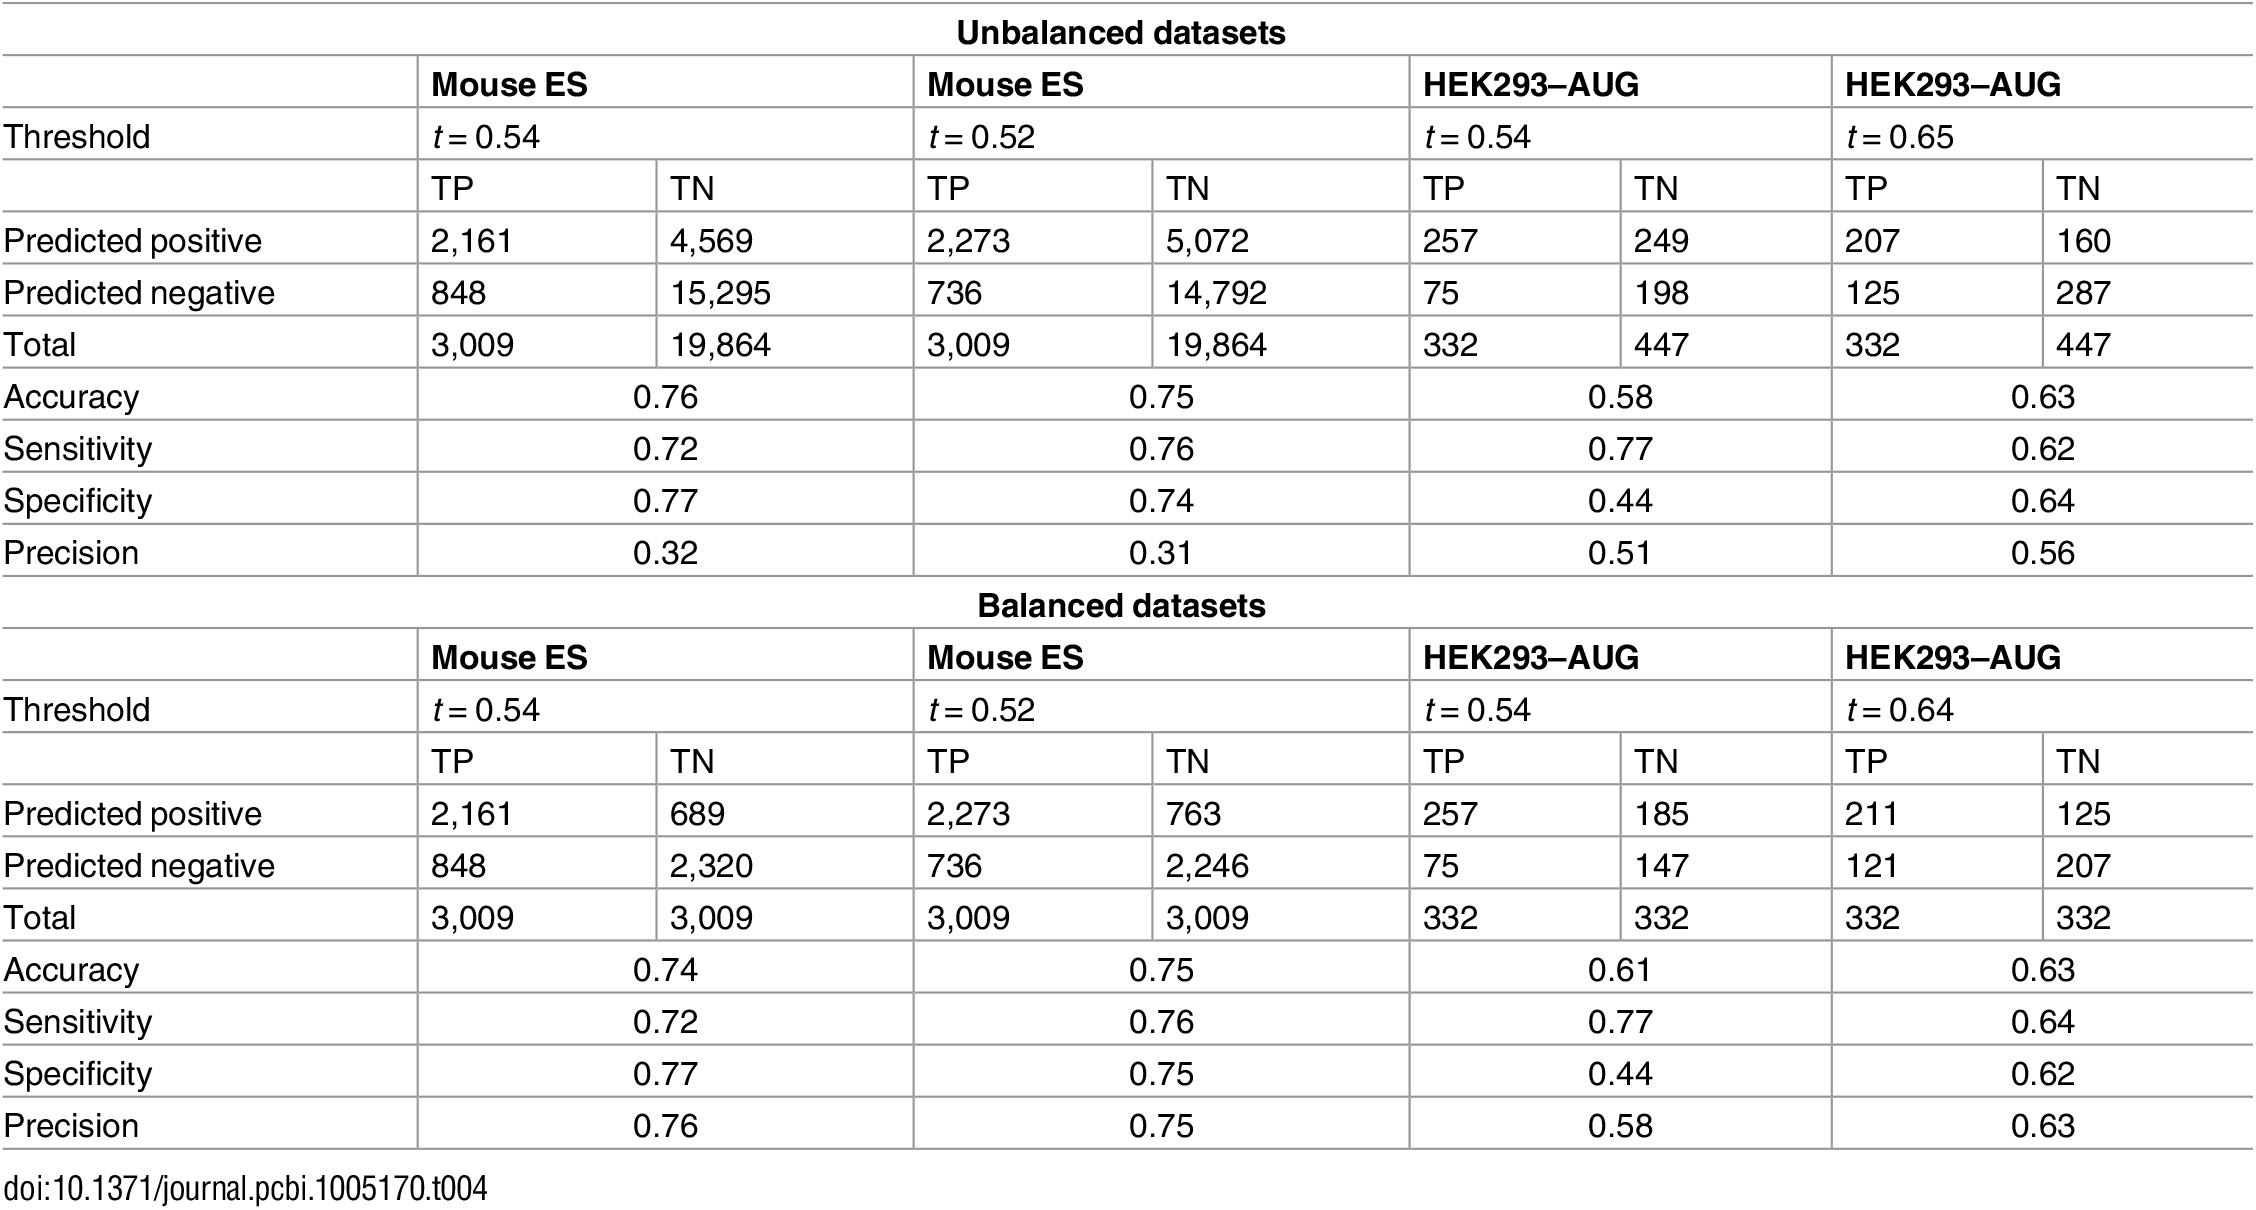 Unbalanced datasets
Mouse ES Mouse ES HEK293–AUG HEK293–AUG
Threshold t = 0.54 t = 0.52 t = 0.54 t = 0.65
TP TN TP TN TP TN TP TN
Predicted positive 2,161 4,569 2,273 5,072 257 249 207 160
Predicted negative 848 15,295 736 14,792 75 198 125 287
Total 3,009 19,864 3,009 19,864 332 447 332 447
Accuracy 0.76 0.75 0.58 0.63
Sensitivity 0.72 0.76 0.77 0.62
Specificity 0.77 0.74 0.44 0.64
Precision 0.32 0.31 0.51 0.56
Balanced datasets
Mouse ES Mouse ES HEK293–AUG HEK293–AUG
Threshold t = 0.54 t = 0.52 t = 0.54 t = 0.64
TP TN TP TN TP TN TP TN
Predicted positive 2,161 689 2,273 763 257 185 211 125
Predicted negative 848 2,320 736 2,246 75 147 121 207
Total 3,009 3,009 3,009 3,009 332 332 332 332
Accuracy 0.74 0.75 0.61 0.63
Sensitivity 0.72 0.76 0.77 0.64
Specificity 0.77 0.75 0.44 0.62
Precision 0.76 0.75 0.58 0.63
doi:10.1371/journal.pcbi.1005170.t004